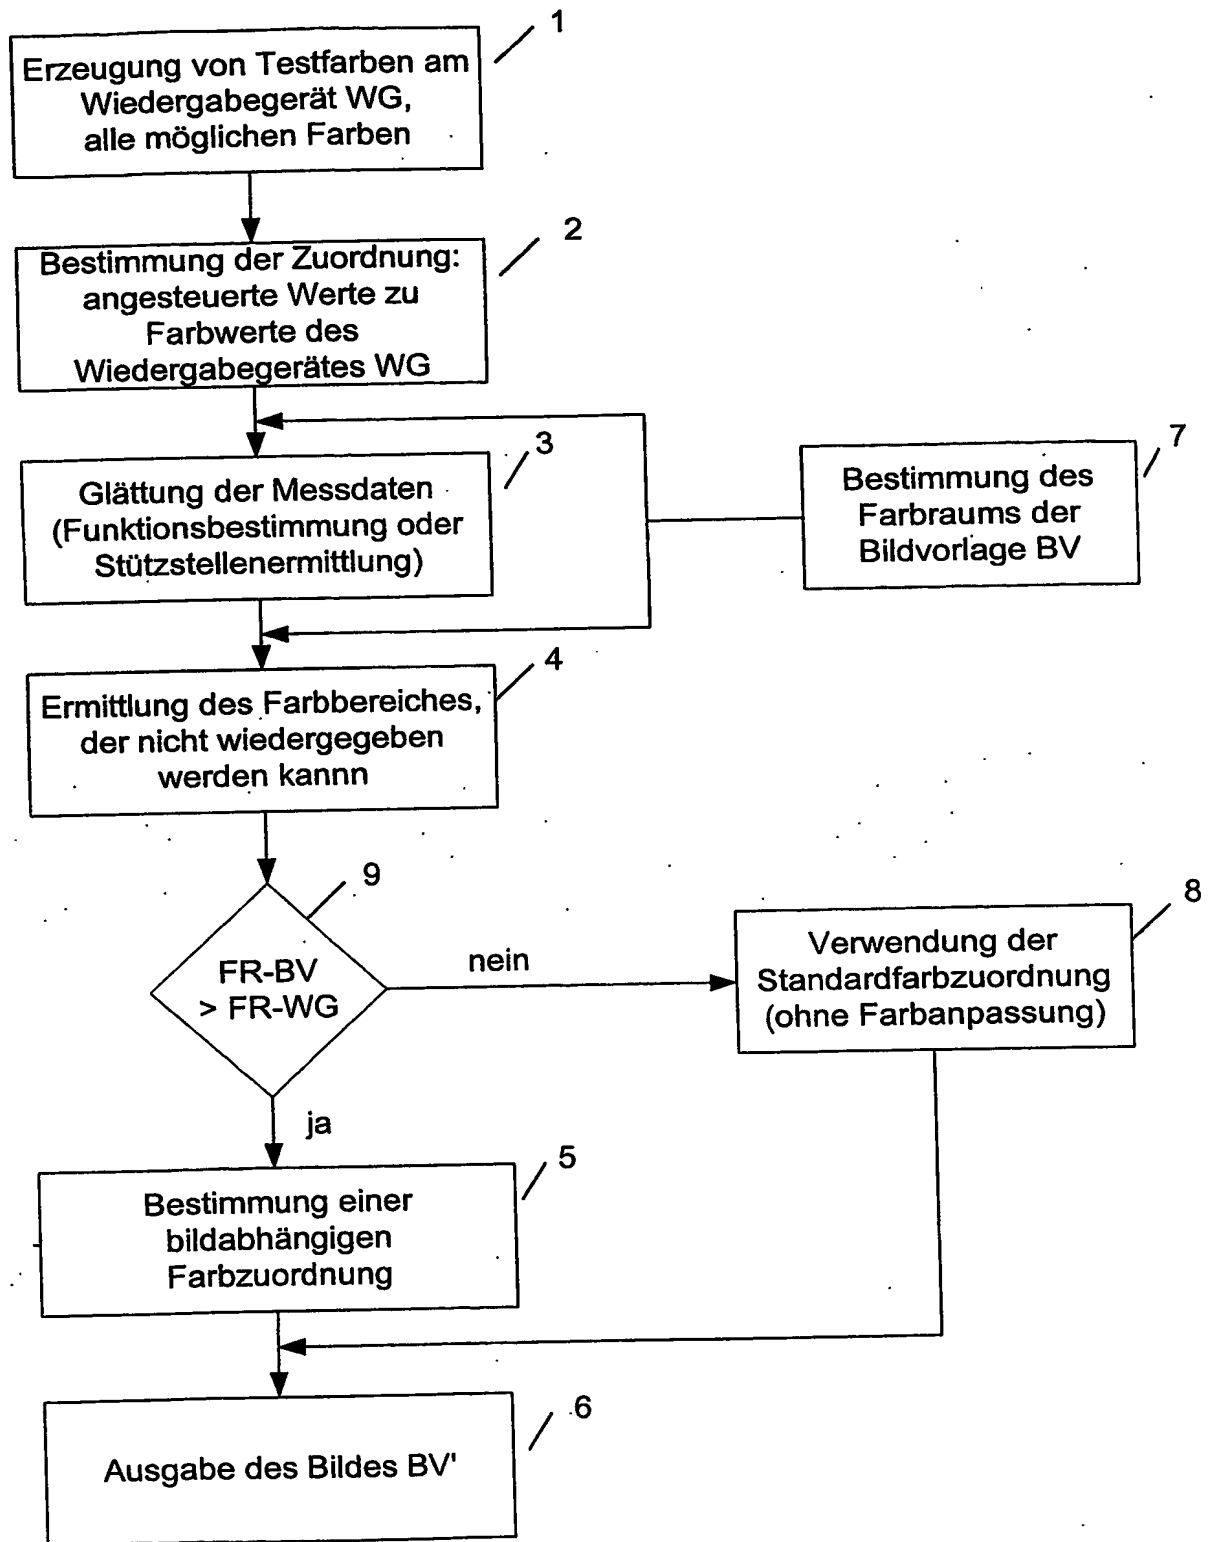 1
Erzeugung von Testfarben am
Wiedergabegerät WG,
alle möglichen Farben
2
Bestimmung der Zuordnung:
angesteuerte Werte zu
Farbwerte des
Wiedergabegerätes WG
3
Glättung der Messdaten
(Funktionsbestimmung oder
Stützstellenermittlung)
7
Bestimmung des
Farbraums der
Bildvorlage BV
4
Ermittlung des Farbbereiches,
der nicht wiedergegeben
werden kannn
9
FR-BV
> FR-WG
nein
8
Verwendung der
Standardfarbzuordnung
(ohne Farbanpassung)
ja
5
Bestimmung einer
bildabhängigen
Farbzuordnung
6
Ausgabe des Bildes BV'